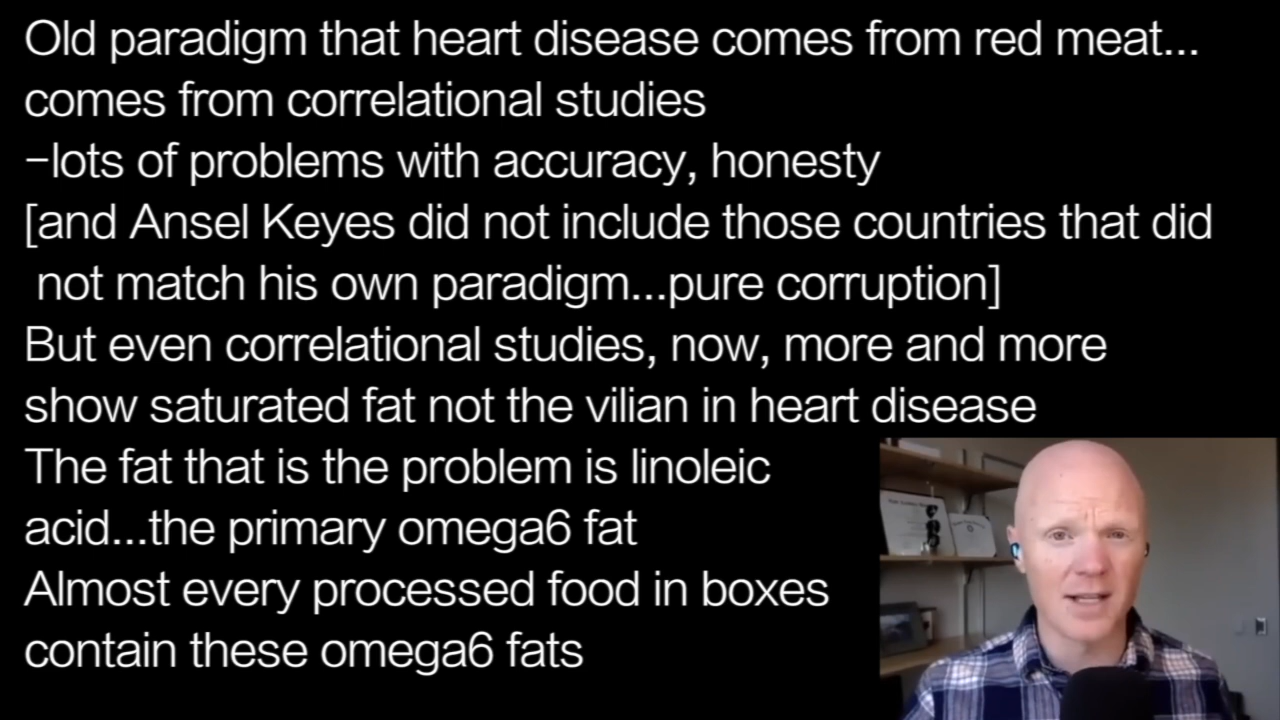 Old paradigm that heart disease comes from red meat...
comes from correlational studies
-lots of problems with accuracy, honesty
[and Ansel Keyes did not include those countries that did
not match his own paradigm...pure corruption]
But even correlational studies, now, more and more
show saturated fat not the vilian in heart disease
The fat that is the problem is linoleic
acid...the primary omega6 fat
Almost every processed food in boxes
contain these omega6 fats